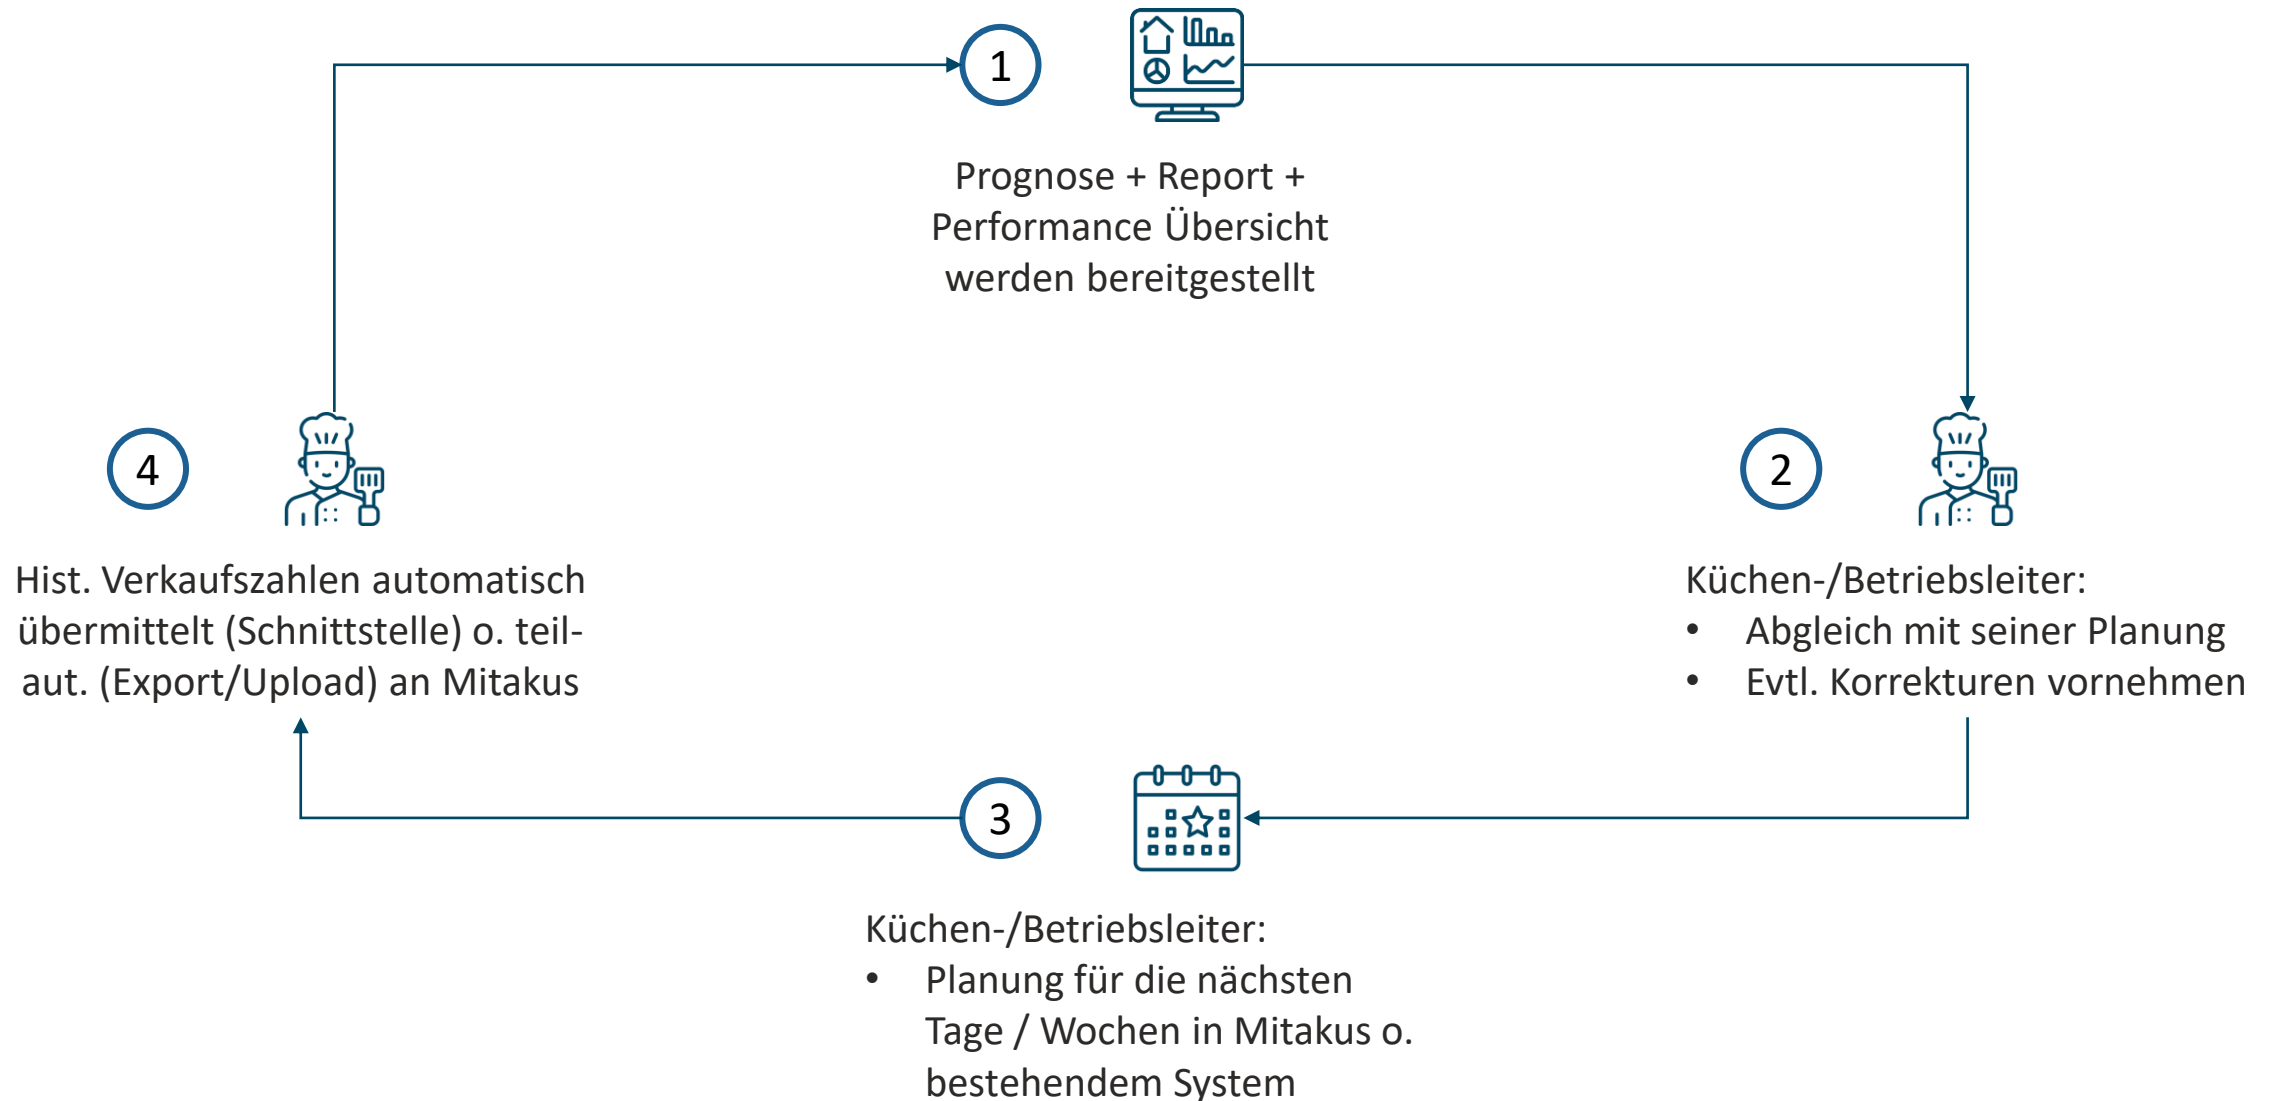 1
Prognose + Report +
Performance Übersicht
werden bereitgestellt
2
Küchen-/Betriebsleiter:
• Abgleich mit seiner Planung
• Evtl. Korrekturen vornehmen
3
Küchen-/Betriebsleiter:
• Planung für die nächsten
Tage / Wochen in Mitakus o.
bestehendem System
4
Hist. Verkaufszahlen automatisch
übermittelt (Schnittstelle) o. teil-
aut. (Export/Upload) an Mitakus